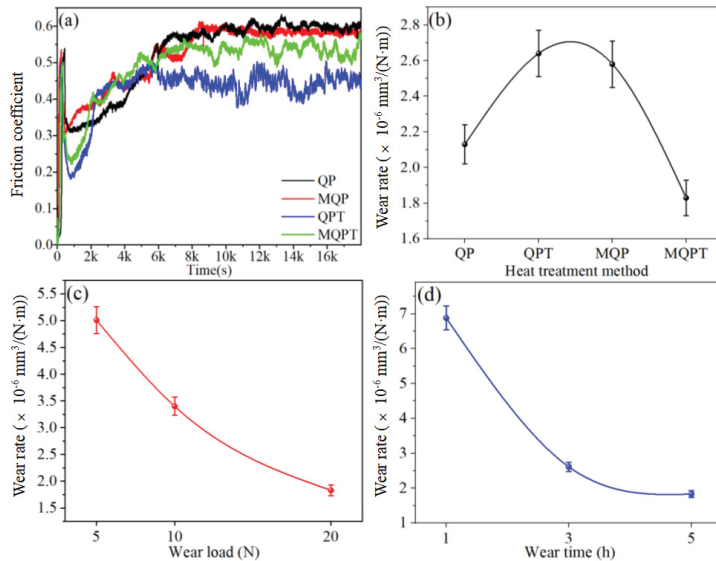 (a)
Friction coefficient
0.6
0.5
0.4
0.3
0.2
0.1
0.0
QP
MQP
QPT
MQPT
0 2k 4k 6k 8k 10k 12k 14k 16k
Time(s)
(b)
Wear rate ( × 10⁻⁶ mm³/(N·m))
2.8
2.6
2.4
2.2
2.0
1.8
1.6
QP QPT MQP MQPT
Heat treatment method
(c)
Wear rate ( × 10⁻⁶ mm³/(N·m))
5.5
5.0
4.5
4.0
3.5
3.0
2.5
2.0
1.5
5 10 20
Wear load (N)
(d)
Wear rate ( × 10⁻⁶ mm³/(N·m))
7
6
5
4
3
2
1
1 3 5
Wear time (h)